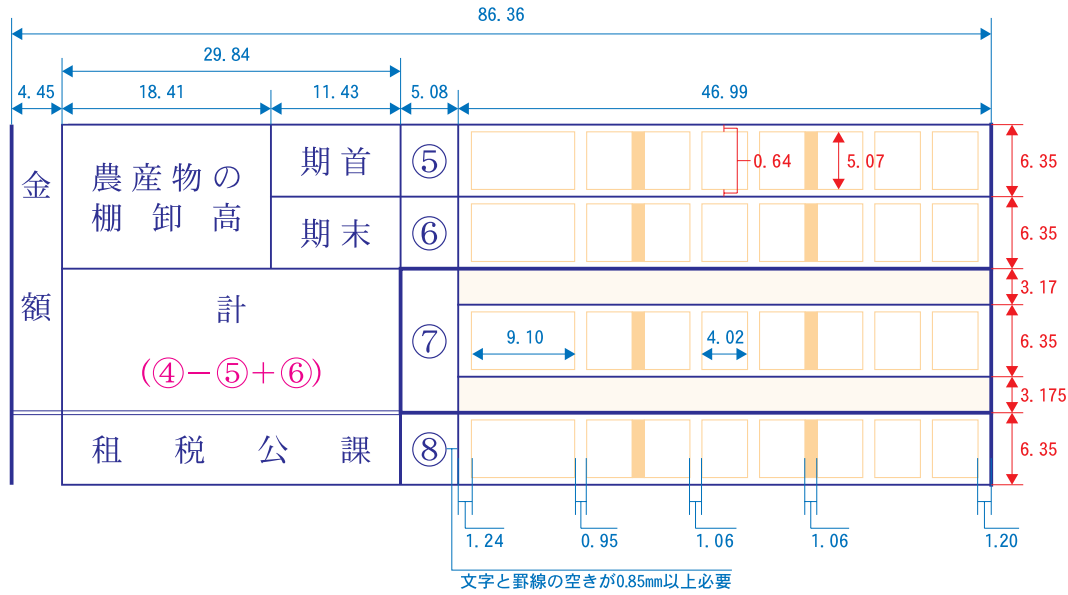 86.36
29.84
4.45 18.41 11.43 5.08 46.99
金額
農産物の
棚卸高
期首 ⑤ 0.64 5.07 6.35
期末 ⑥ 6.35
3.17
計
(④−⑤+⑥)
⑦ 9.10 4.02 6.35
3.175
租税公課 ⑧ 6.35
1.24 0.95 1.06 1.06 1.20
文字と罫線の空きが0.85mm以上必要